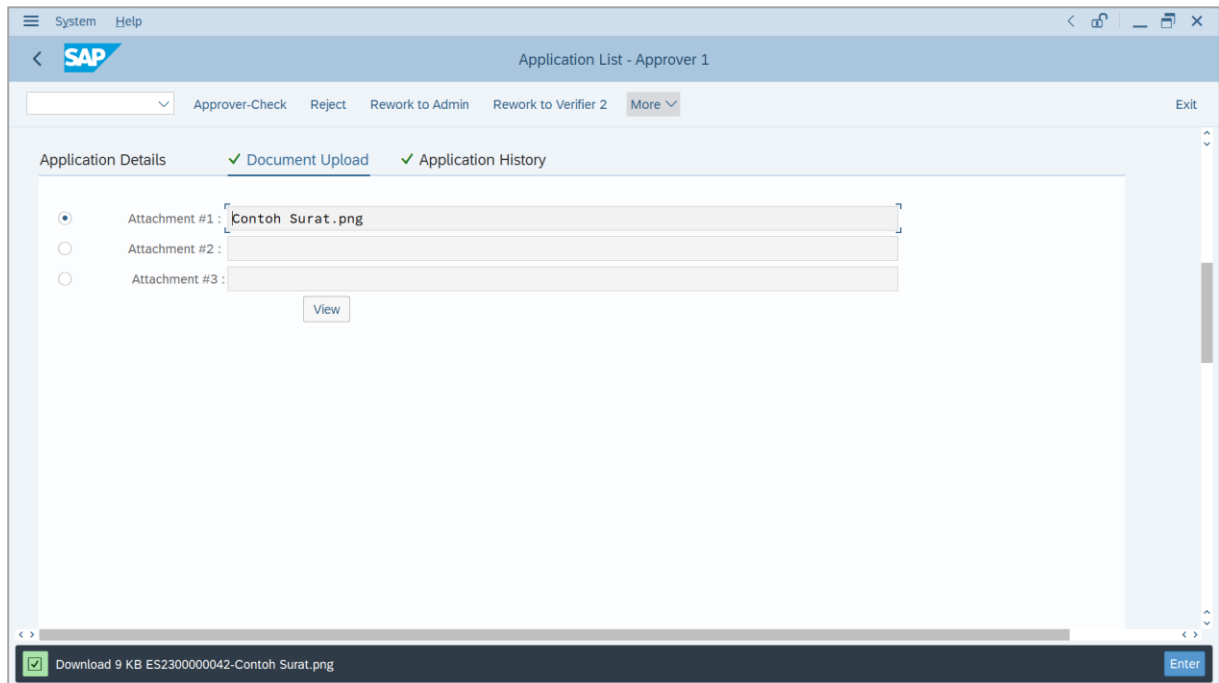 System Help
SAP Application List - Approver 1
Approver-Check Reject Rework to Admin Rework to Verifier 2 More Exit
Application Details Document Upload Application History
Attachment #1 : Contoh Surat.png
Attachment #2 :
Attachment #3 :
View
Download 9 KB ES2300000042-Contoh Surat.png Enter